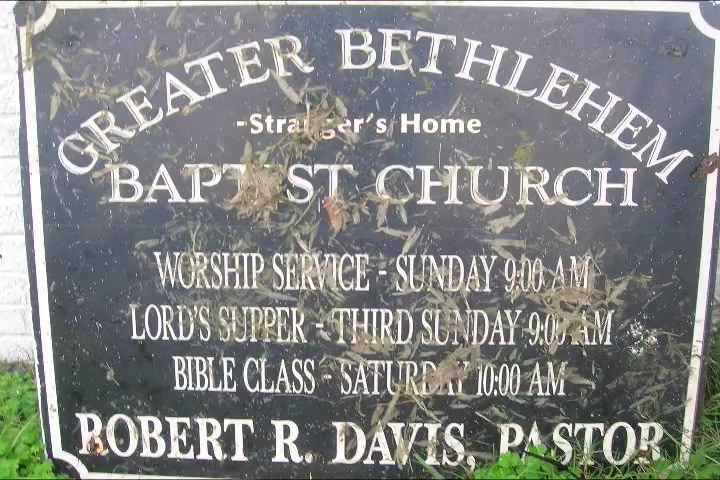 GREATER BETHLEHEM
-Stranger's Home
BAPTIST CHURCH
WORSHIP SERVICE - SUNDAY 9:00 AM
LORD'S SUPPER - THIRD SUNDAY 9:00 AM
BIBLE CLASS - SATURDAY 10:00 AM
ROBERT R. DAVIS, PASTOR